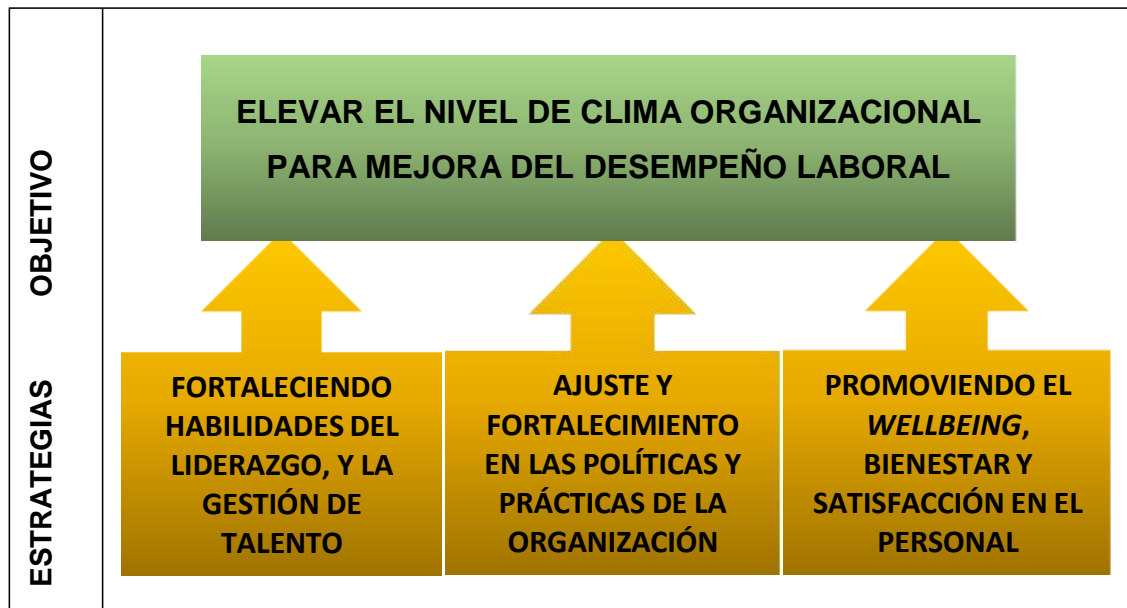 OBJETIVO
ELEVAR EL NIVEL DE CLIMA ORGANIZACIONAL
PARA MEJORA DEL DESEMPEÑO LABORAL
ESTRATEGIAS
FORTALECIENDO
HABILIDADES DEL
LIDERAZGO, Y LA
GESTIÓN DE
TALENTO
AJUSTE Y
FORTALECIMIENTO
EN LAS POLÍTICAS Y
PRÁCTICAS DE LA
ORGANIZACIÓN
PROMOVIENDO EL
WELLBEING,
BIENESTAR Y
SATISFACCIÓN EN EL
PERSONAL